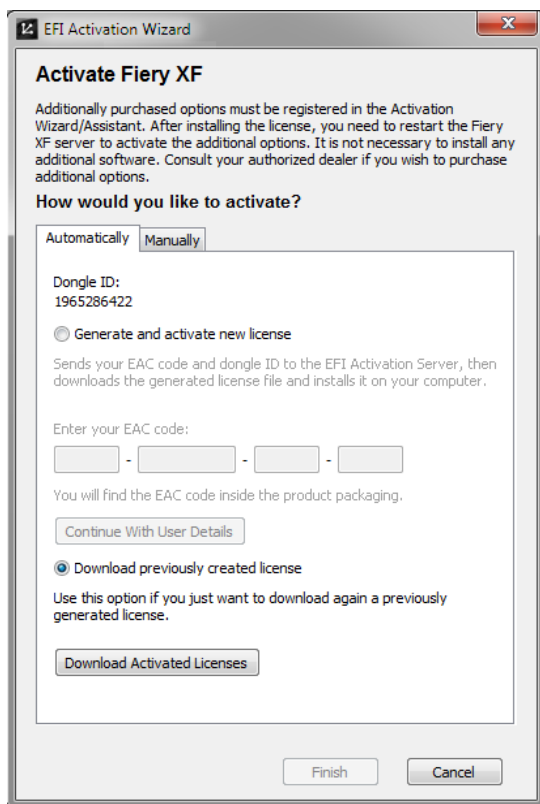 EFI Activation Wizard
Activate Fiery XF
Additionally purchased options must be registered in the Activation
Wizard/Assistant. After installing the license, you need to restart the Fiery
XF server to activate the additional options. It is not necessary to install any
additional software. Consult your authorized dealer if you wish to purchase
additional options.
How would you like to activate?
Automatically Manually
Dongle ID:
1965286422
Generate and activate new license
Sends your EAC code and dongle ID to the EFI Activation Server, then
downloads the generated license file and installs it on your computer.
Enter your EAC code:
- - -
You will find the EAC code inside the product packaging.
Continue With User Details
Download previously created license
Use this option if you just want to download again a previously
generated license.
Download Activated Licenses
Finish Cancel